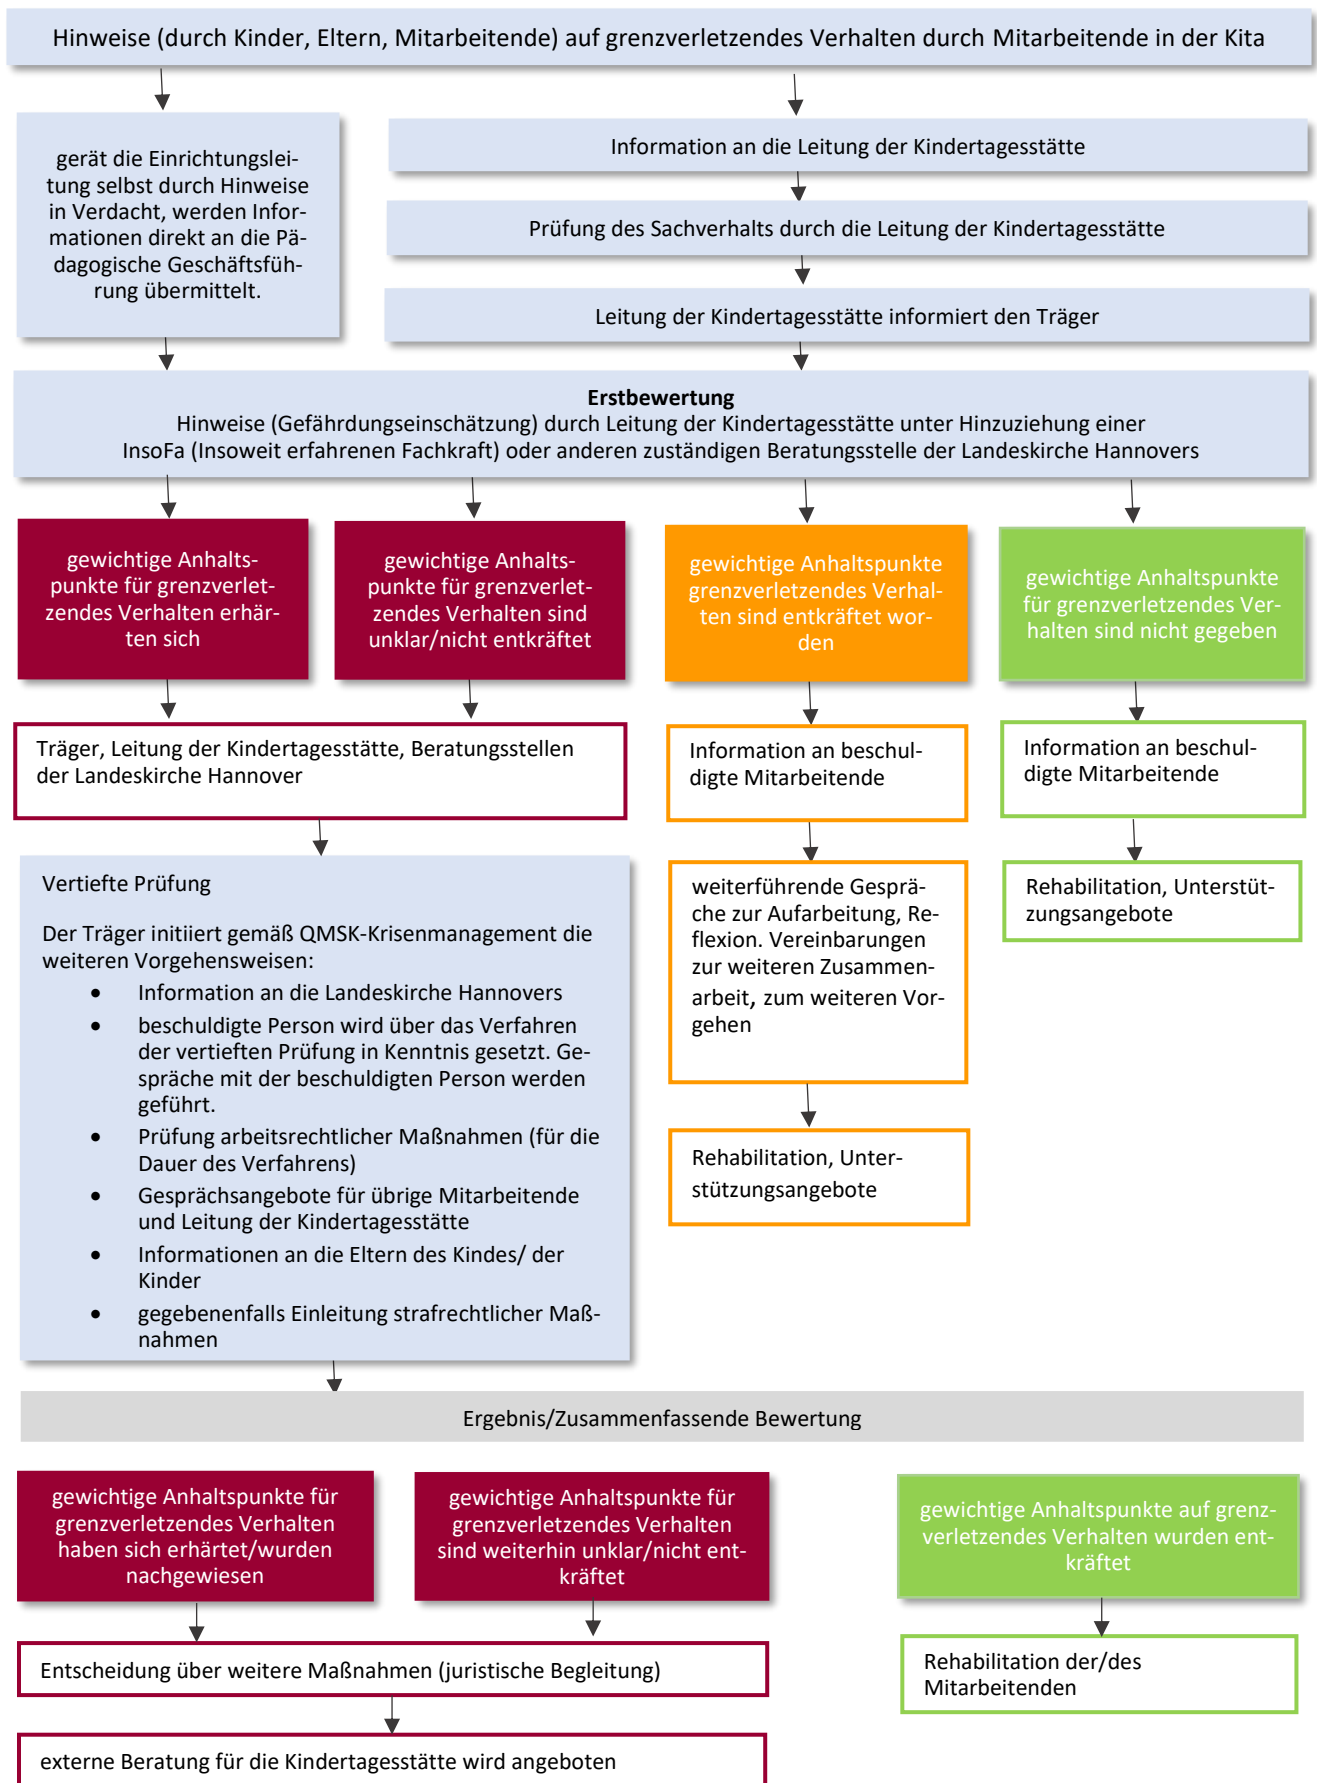 Hinweise (durch Kinder, Eltern, Mitarbeitende) auf grenzverletzendes Verhalten durch Mitarbeitende in der Kita
gerät die Einrichtungslei-
tung selbst durch Hinweise
in Verdacht, werden Infor-
mationen direkt an die Pä-
dagogische Geschäftsfüh-
rung übermittelt.
Information an die Leitung der Kindertagesstätte
Prüfung des Sachverhalts durch die Leitung der Kindertagesstätte
Leitung der Kindertagesstätte informiert den Träger
Erstbewertung
Hinweise (Gefährdungseinschätzung) durch Leitung der Kindertagesstätte unter Hinzuziehung einer
InsoFa (Insoweit erfahrenen Fachkraft) oder anderen zuständigen Beratungsstelle der Landeskirche Hannovers
gewichtige Anhalts-
punkte für grenzverlet-
zendes Verhalten erhär-
ten sich
gewichtige Anhalts-
punkte für grenzverlet-
zendes Verhalten sind
unklar/nicht entkräftet
gewichtige Anhaltspunkte
grenzverletzendes Verhal-
ten sind entkräftet wor-
den
gewichtige Anhaltspunkte
für grenzverletzendes Ver-
halten sind nicht gegeben
Träger, Leitung der Kindertagesstätte, Beratungsstellen
der Landeskirche Hannover
Information an beschul-
digte Mitarbeitende
Information an beschul-
digte Mitarbeitende
Vertiefte Prüfung
Der Träger initiiert gemäß QMSK-Krisenmanagement die
weiteren Vorgehensweisen:
• Information an die Landeskirche Hannovers
• beschuldigte Person wird über das Verfahren
der vertieften Prüfung in Kenntnis gesetzt. Ge-
spräche mit der beschuldigten Person werden
geführt.
• Prüfung arbeitsrechtlicher Maßnahmen (für die
Dauer des Verfahrens)
• Gesprächsangebote für übrige Mitarbeitende
und Leitung der Kindertagesstätte
• Informationen an die Eltern des Kindes/ der
Kinder
• gegebenenfalls Einleitung strafrechtlicher Maß-
nahmen
weiterführende Gesprä-
che zur Aufarbeitung, Re-
flexion. Vereinbarungen
zur weiteren Zusammen-
arbeit, zum weiteren Vor-
gehen
Rehabilitation, Unterstüt-
zungsangebote
Rehabilitation, Unter-
stützungsangebote
Ergebnis/Zusammenfassende Bewertung
gewichtige Anhaltspunkte für
grenzverletzendes Verhalten
haben sich erhärtet/wurden
nachgewiesen
gewichtige Anhaltspunkte für
grenzverletzendes Verhalten
sind weiterhin unklar/nicht ent-
kräftet
gewichtige Anhaltspunkte auf grenz-
verletzendes Verhalten wurden ent-
kräftet
Entscheidung über weitere Maßnahmen (juristische Begleitung)
Rehabilitation der/des
Mitarbeitenden
externe Beratung für die Kindertagesstätte wird angeboten